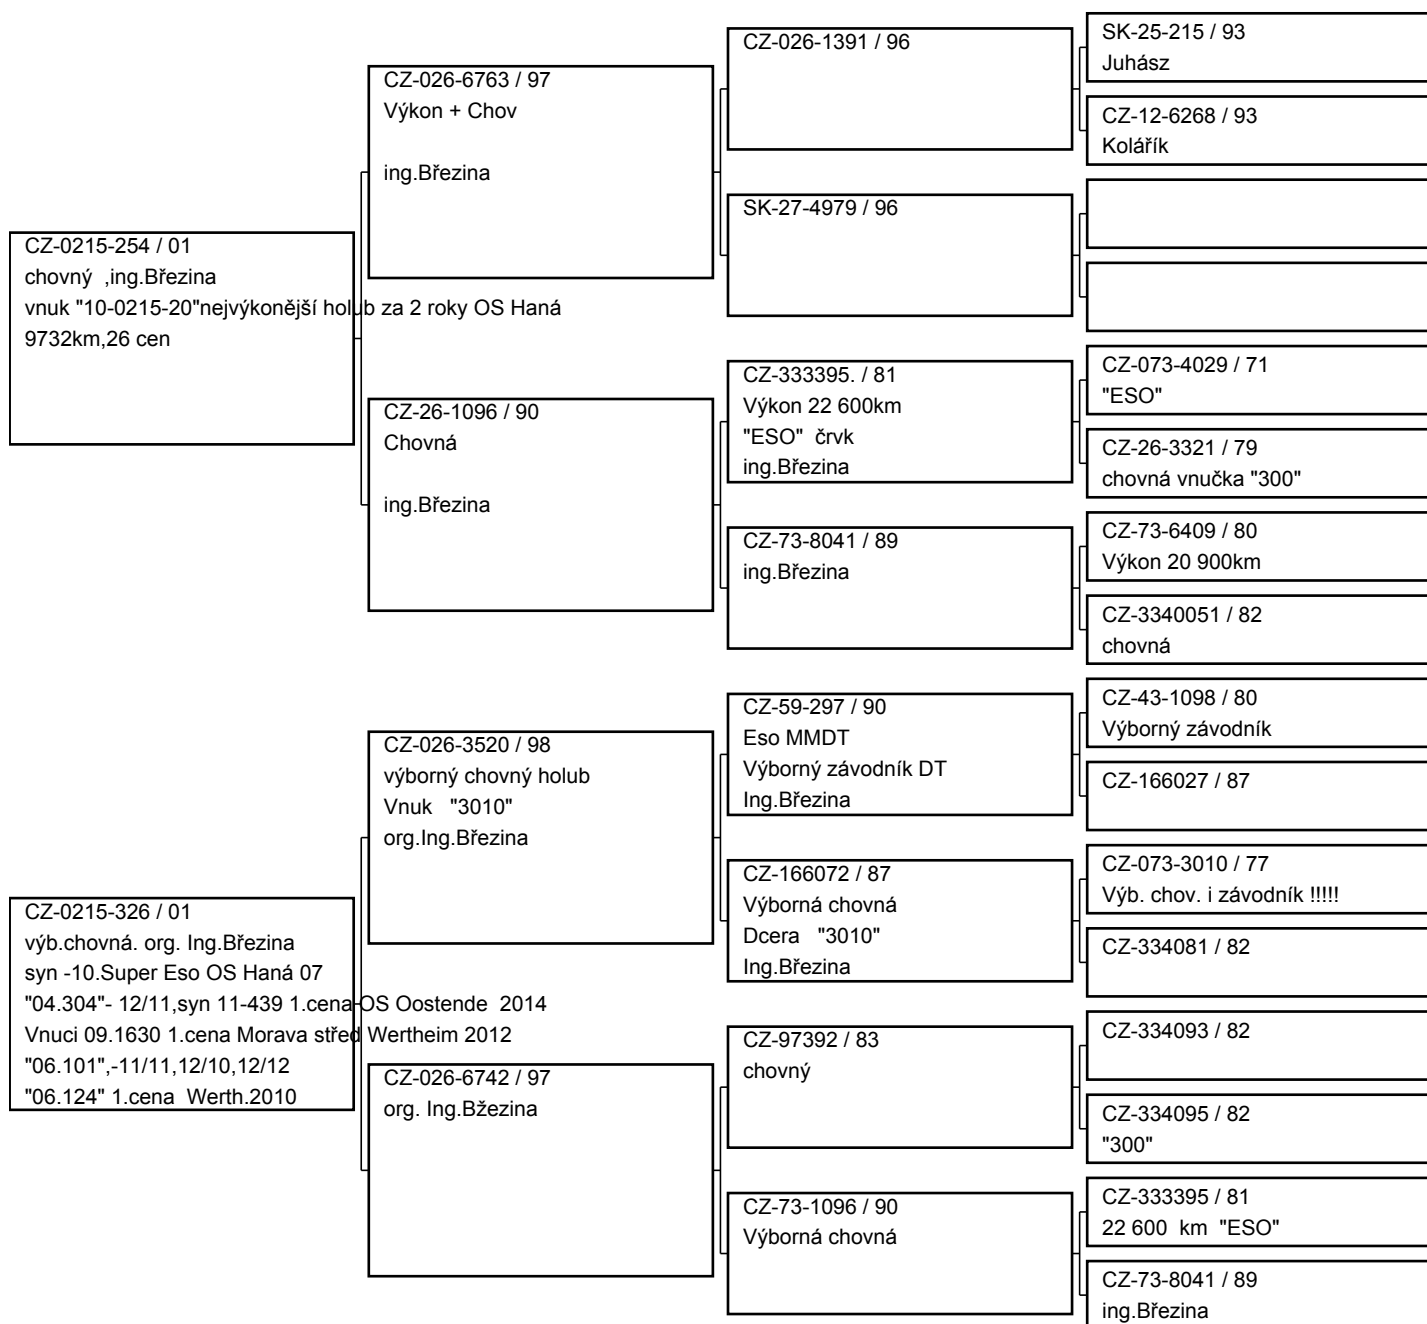 CZ-0215-254 / 01
chovný  ,ing.Březina
vnuk "10-0215-20"nejvýkonější holub za 2 roky OS Haná
9732km,26 cen
CZ-0215-326 / 01
výb.chovná. org. Ing.Březina
syn -10.Super Eso OS Haná 07
"04.304"- 12/11,syn 11-439 1.cena OS Oostende  2014
Vnuci 09.1630 1.cena Morava střed Wertheim 2012
"06.101",-11/11,12/10,12/12
"06.124" 1.cena  Werth.2010
CZ-026-6763 / 97
Výkon + Chov
ing.Březina
CZ-26-1096 / 90
Chovná
ing.Březina
CZ-026-3520 / 98
výborný chovný holub
Vnuk   "3010"
org.Ing.Březina
CZ-026-6742 / 97
org. Ing.Bžezina
CZ-026-1391 / 96
SK-27-4979 / 96
CZ-333395. / 81
Výkon 22 600km
"ESO"  črvk
ing.Březina
CZ-73-8041 / 89
ing.Březina
CZ-59-297 / 90
Eso MMDT
Výborný závodník DT
Ing.Březina
CZ-166072 / 87
Výborná chovná
Dcera   "3010"
Ing.Březina
CZ-97392 / 83
chovný
CZ-73-1096 / 90
Výborná chovná
SK-25-215 / 93
Juhász
CZ-12-6268 / 93
Kolářík
CZ-073-4029 / 71
"ESO"
CZ-26-3321 / 79
chovná vnučka "300"
CZ-73-6409 / 80
Výkon 20 900km
CZ-3340051 / 82
chovná
CZ-43-1098 / 80
Výborný závodník
CZ-166027 / 87
CZ-073-3010 / 77
Výb. chov. i závodník !!!!!
CZ-334081 / 82
CZ-334093 / 82
CZ-334095 / 82
"300"
CZ-333395 / 81
22 600  km  "ESO"
CZ-73-8041 / 89
ing.Březina